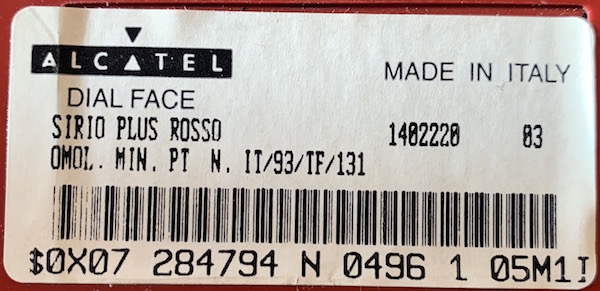 ALCATEL
MADE IN ITALY
DIAL FACE
SIRIO PLUS ROSSO 1402220 03
OMOL. MIN. PT N. IT/93/TF/131
$0X07 284794 N 0496 1 05M1I